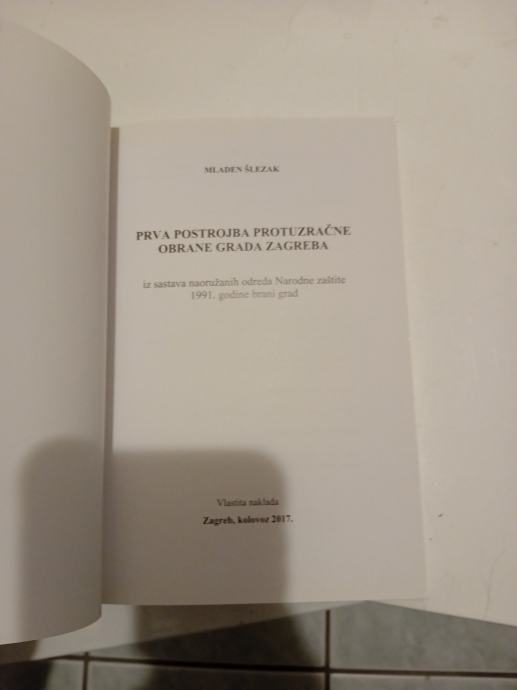 MLADEN ŠLEZAK
PRVA POSTROJBA PROTUZRAČNE
OBRANE GRADA ZAGREBA
iz sastava naoružanih odreda Narodne zaštite
1991. godine brani grad
Vlastita naklada
Zagreb, kolovoz 2017.